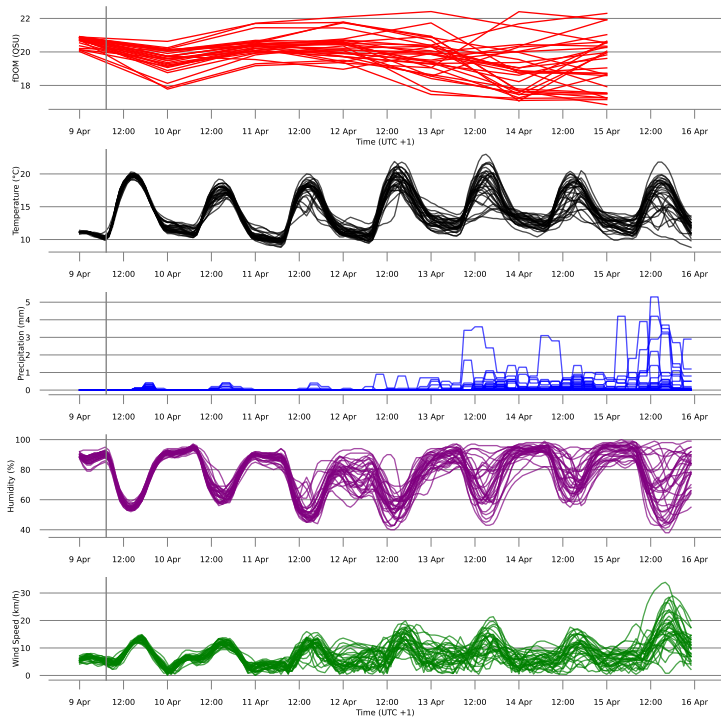 22
20
18
fDOM (QSU)
9 Apr 12:00 10 Apr 12:00 11 Apr 12:00 12 Apr 12:00 13 Apr 12:00 14 Apr 12:00 15 Apr 12:00 16 Apr
Time (UTC +1)
20
15
10
Temperature (°C)
9 Apr 12:00 10 Apr 12:00 11 Apr 12:00 12 Apr 12:00 13 Apr 12:00 14 Apr 12:00 15 Apr 12:00 16 Apr
5
4
3
2
1
0
Precipitation (mm)
9 Apr 12:00 10 Apr 12:00 11 Apr 12:00 12 Apr 12:00 13 Apr 12:00 14 Apr 12:00 15 Apr 12:00 16 Apr
100
80
60
40
Humidity (%)
9 Apr 12:00 10 Apr 12:00 11 Apr 12:00 12 Apr 12:00 13 Apr 12:00 14 Apr 12:00 15 Apr 12:00 16 Apr
30
20
10
0
Wind Speed (km/h)
9 Apr 12:00 10 Apr 12:00 11 Apr 12:00 12 Apr 12:00 13 Apr 12:00 14 Apr 12:00 15 Apr 12:00 16 Apr
Time (UTC +1)